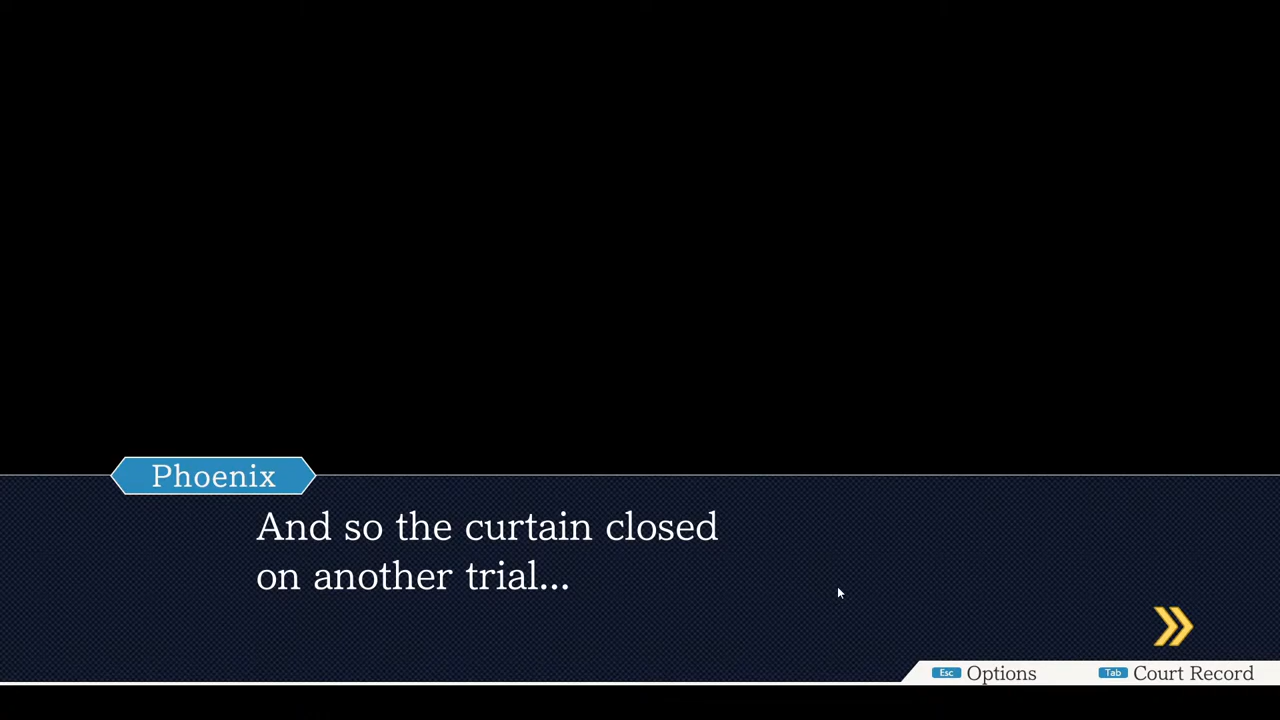 Phoenix
And so the curtain closed
on another trial...
Esc Options Tab Court Record